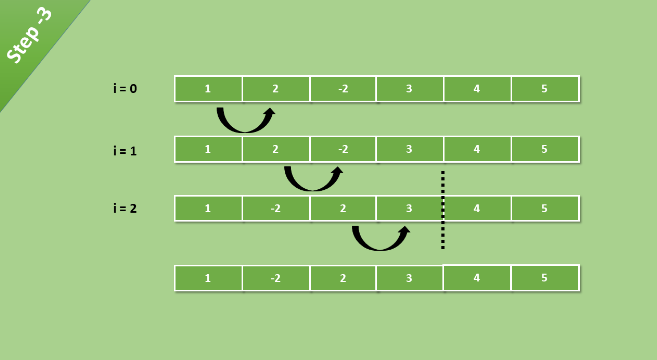 Step -3
i = 0 1 2 -2 3 4 5
i = 1 1 2 -2 3 4 5
i = 2 1 -2 2 3 4 5
1 -2 2 3 4 5